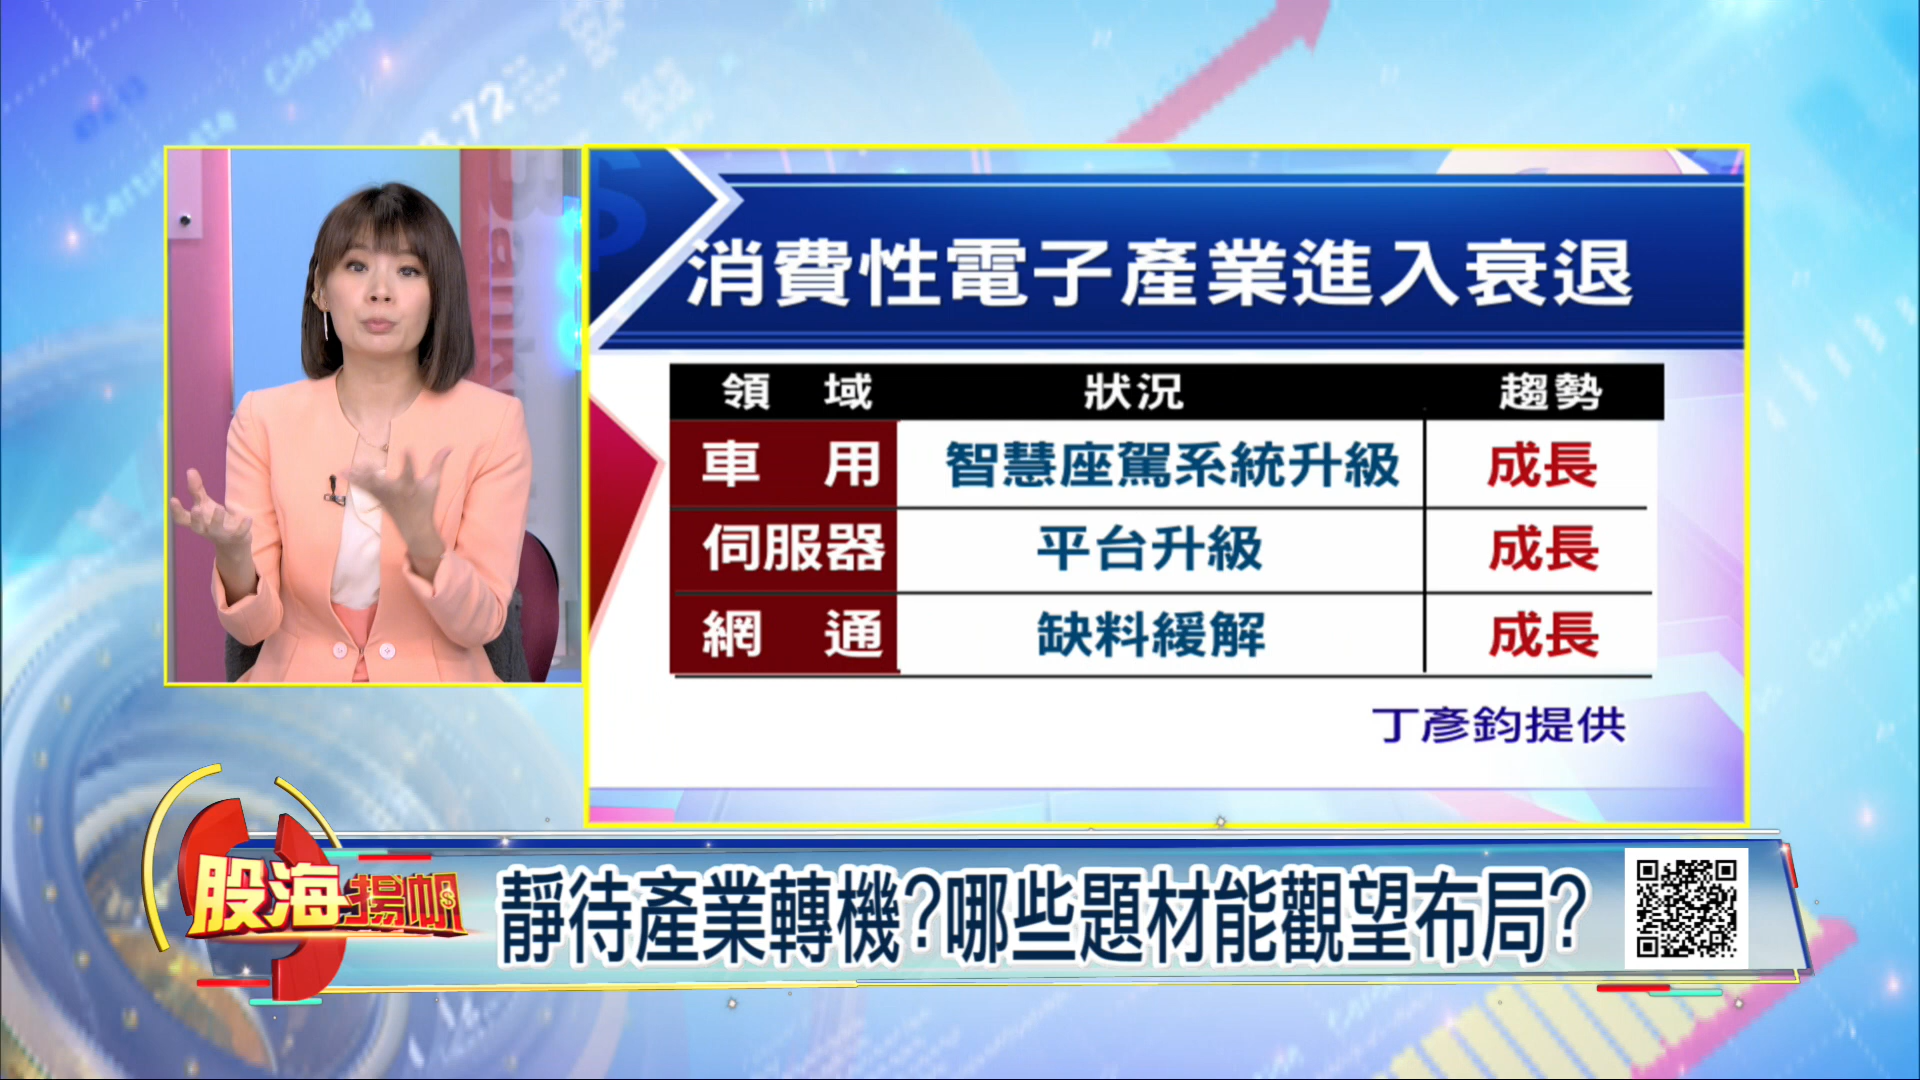 Closing
Certificate
消費性電子產業進入衰退
領 域 狀況 趨勢
車 用 智慧座駕系統升級 成長
伺服器 平台升級 成長
網 通 缺料緩解 成長
丁彥鈞提供
股海揚帆
靜待產業轉機?哪些題材能觀望布局?